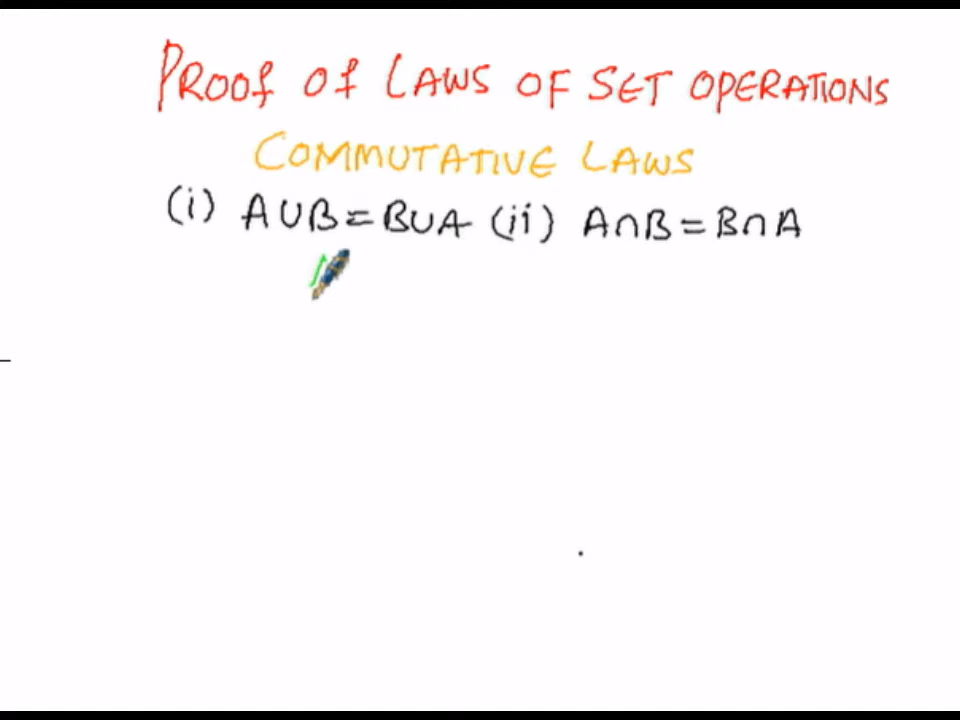 PROOF OF LAWS OF SET OPERATIONS
COMMUTATIVE LAWS
(i) A∪B = B∪A (ii) A∩B = B∩A